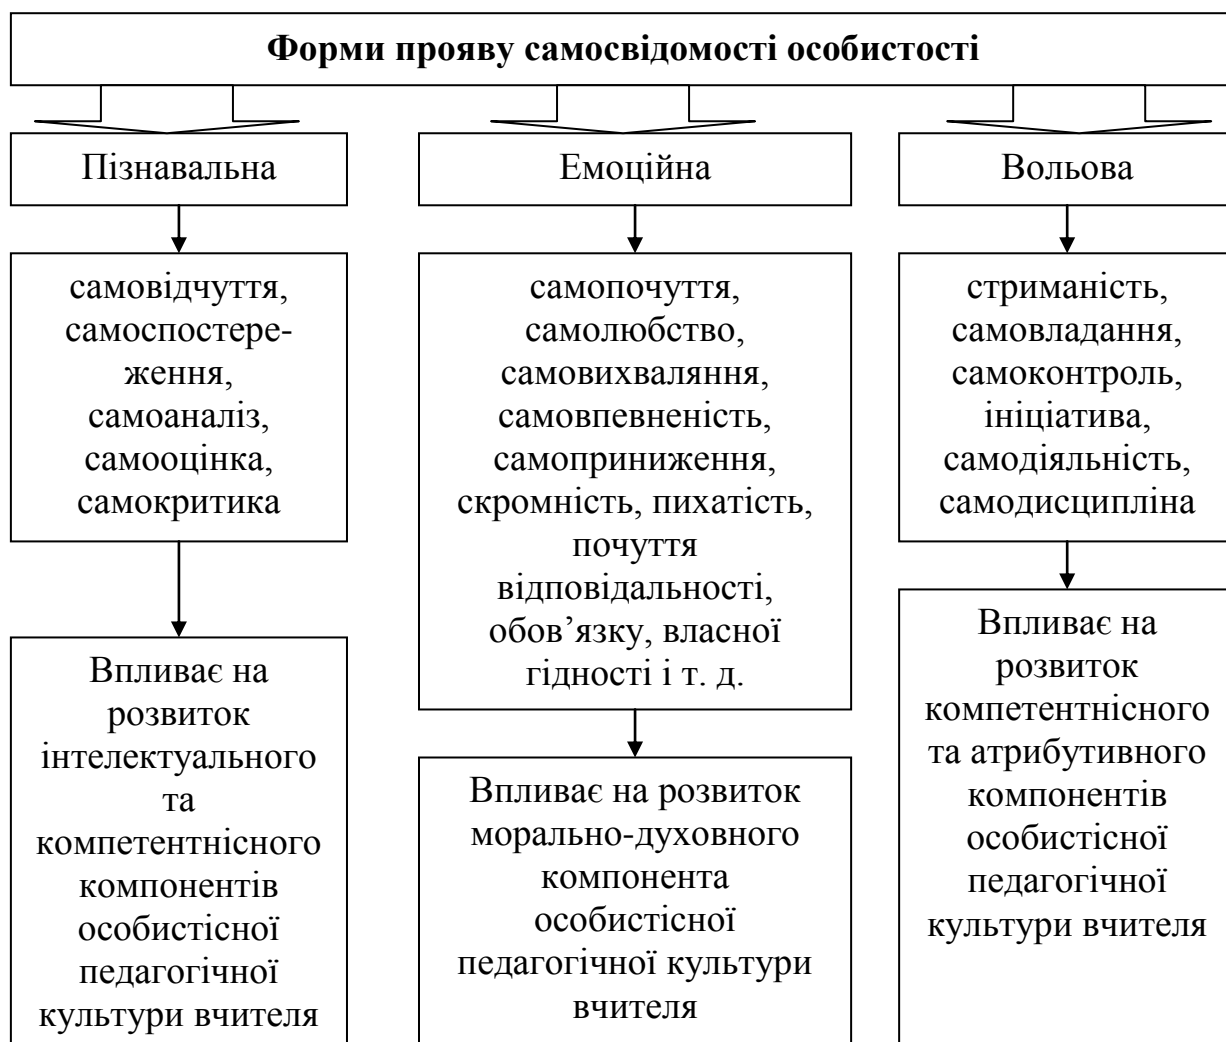 Форми прояву самосвідомості особистості
Пізнавальна
Емоційна
Вольова
самовідчуття,
самоспостере-
ження,
самоаналіз,
самооцінка,
самокритика
самопочуття,
самолюбство,
самовихваляння,
самовпевненість,
самоприниження,
скромність, пихатість,
почуття
відповідальності,
обов’язку, власної
гідності і т. д.
стриманість,
самовладання,
самоконтроль,
ініціатива,
самодіяльність,
самодисципліна
Впливає на
розвиток
інтелектуального
та
компетентнісного
компонентів
особистісної
педагогічної
культури вчителя
Впливає на розвиток
морально-духовного
компонента
особистісної
педагогічної культури
вчителя
Впливає на
розвиток
компетентнісного
та атрибутивного
компонентів
особистісної
педагогічної
культури вчителя